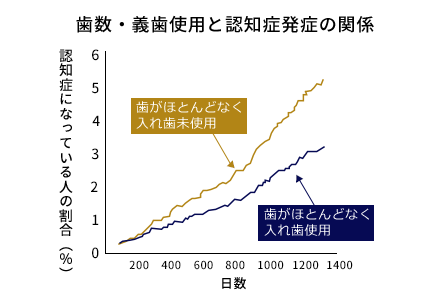 歯数・義歯使用と認知症発症の関係
認知症になっている人の割合（%）
6
5
4
3
2
1
0
歯がほとんどなく
入れ歯未使用
歯がほとんどなく
入れ歯使用
200 400 600 800 1000 1200 1400
日数